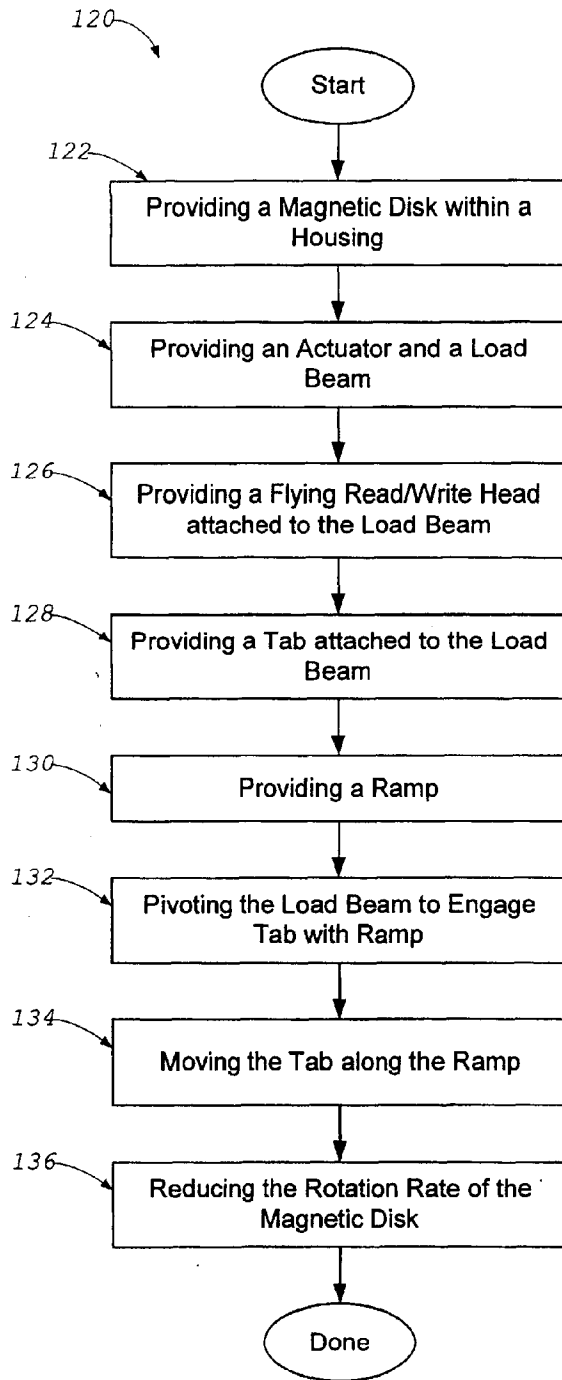 120
Start
122
Providing a Magnetic Disk within a
Housing
124
Providing an Actuator and a Load
Beam
126
Providing a Flying Read/Write Head
attached to the Load Beam
128
Providing a Tab attached to the Load
Beam
130
Providing a Ramp
132
Pivoting the Load Beam to Engage
Tab with Ramp
134
Moving the Tab along the Ramp
136
Reducing the Rotation Rate of the
Magnetic Disk
Done